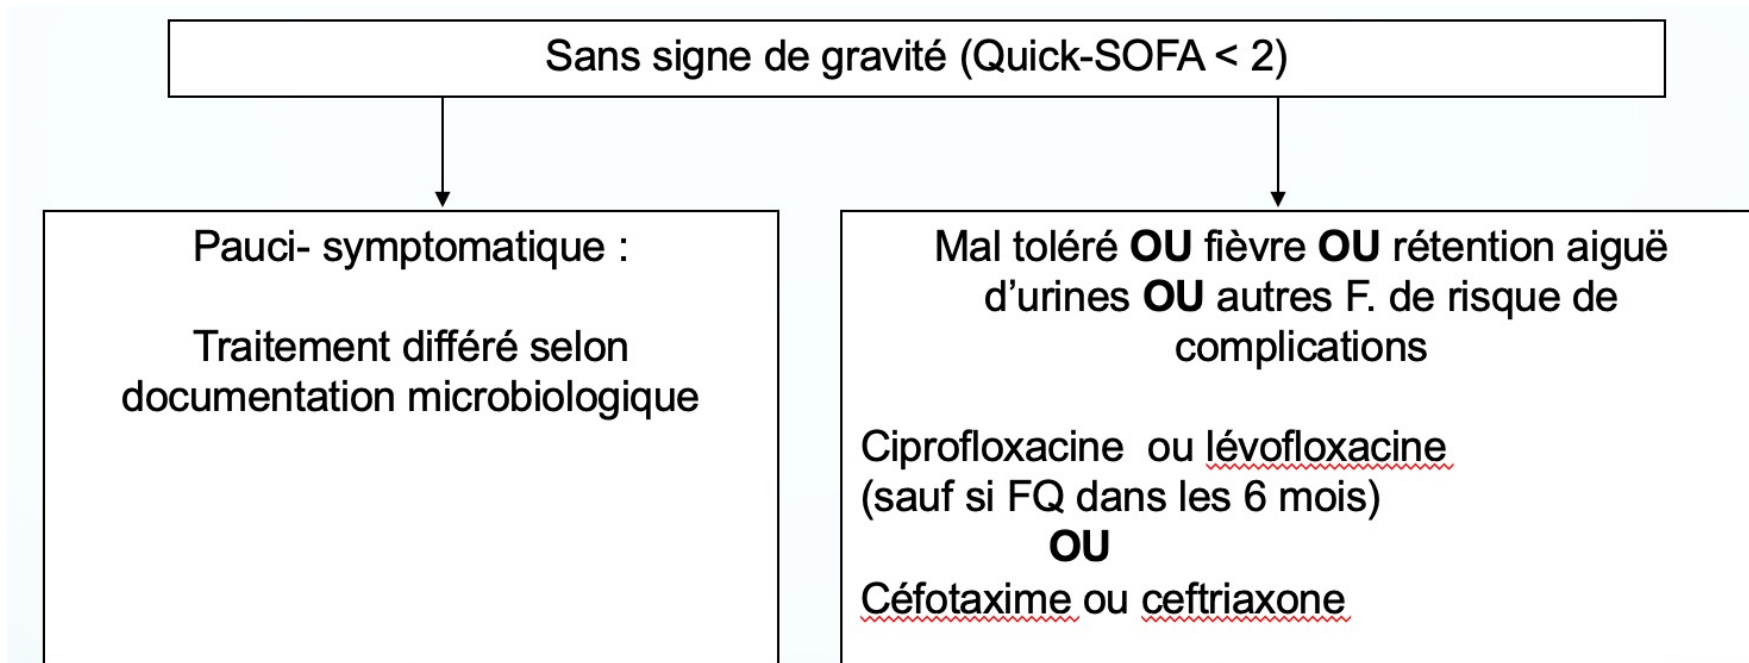 Sans signe de gravité (Quick-SOFA < 2)
Pauci- symptomatique :
Traitement différé selon
documentation microbiologique
Mal toléré OU fièvre OU rétention aiguë
d’urines OU autres F. de risque de
complications
Ciprofloxacine ou lévofloxacine
(sauf si FQ dans les 6 mois)
OU
Céfotaxime ou ceftriaxone